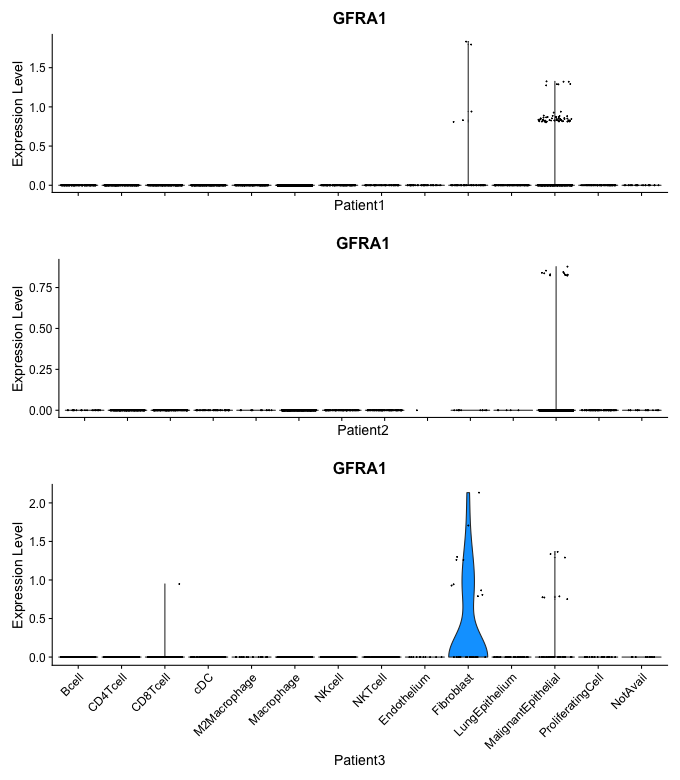 GFRA1
Expression Level
1.5
1.0
0.5
0.0
Patient1
GFRA1
Expression Level
0.75
0.50
0.25
0.00
Patient2
GFRA1
Expression Level
2.0
1.5
1.0
0.5
0.0
Bcell
CD4Tcell
CD8Tcell
cDC
M2Macrophage
Macrophage
NKcell
NKTcell
Endothelium
Fibroblast
LungEpithelium
MalignantEpithelial
ProliferatingCell
NotAvail
Patient3